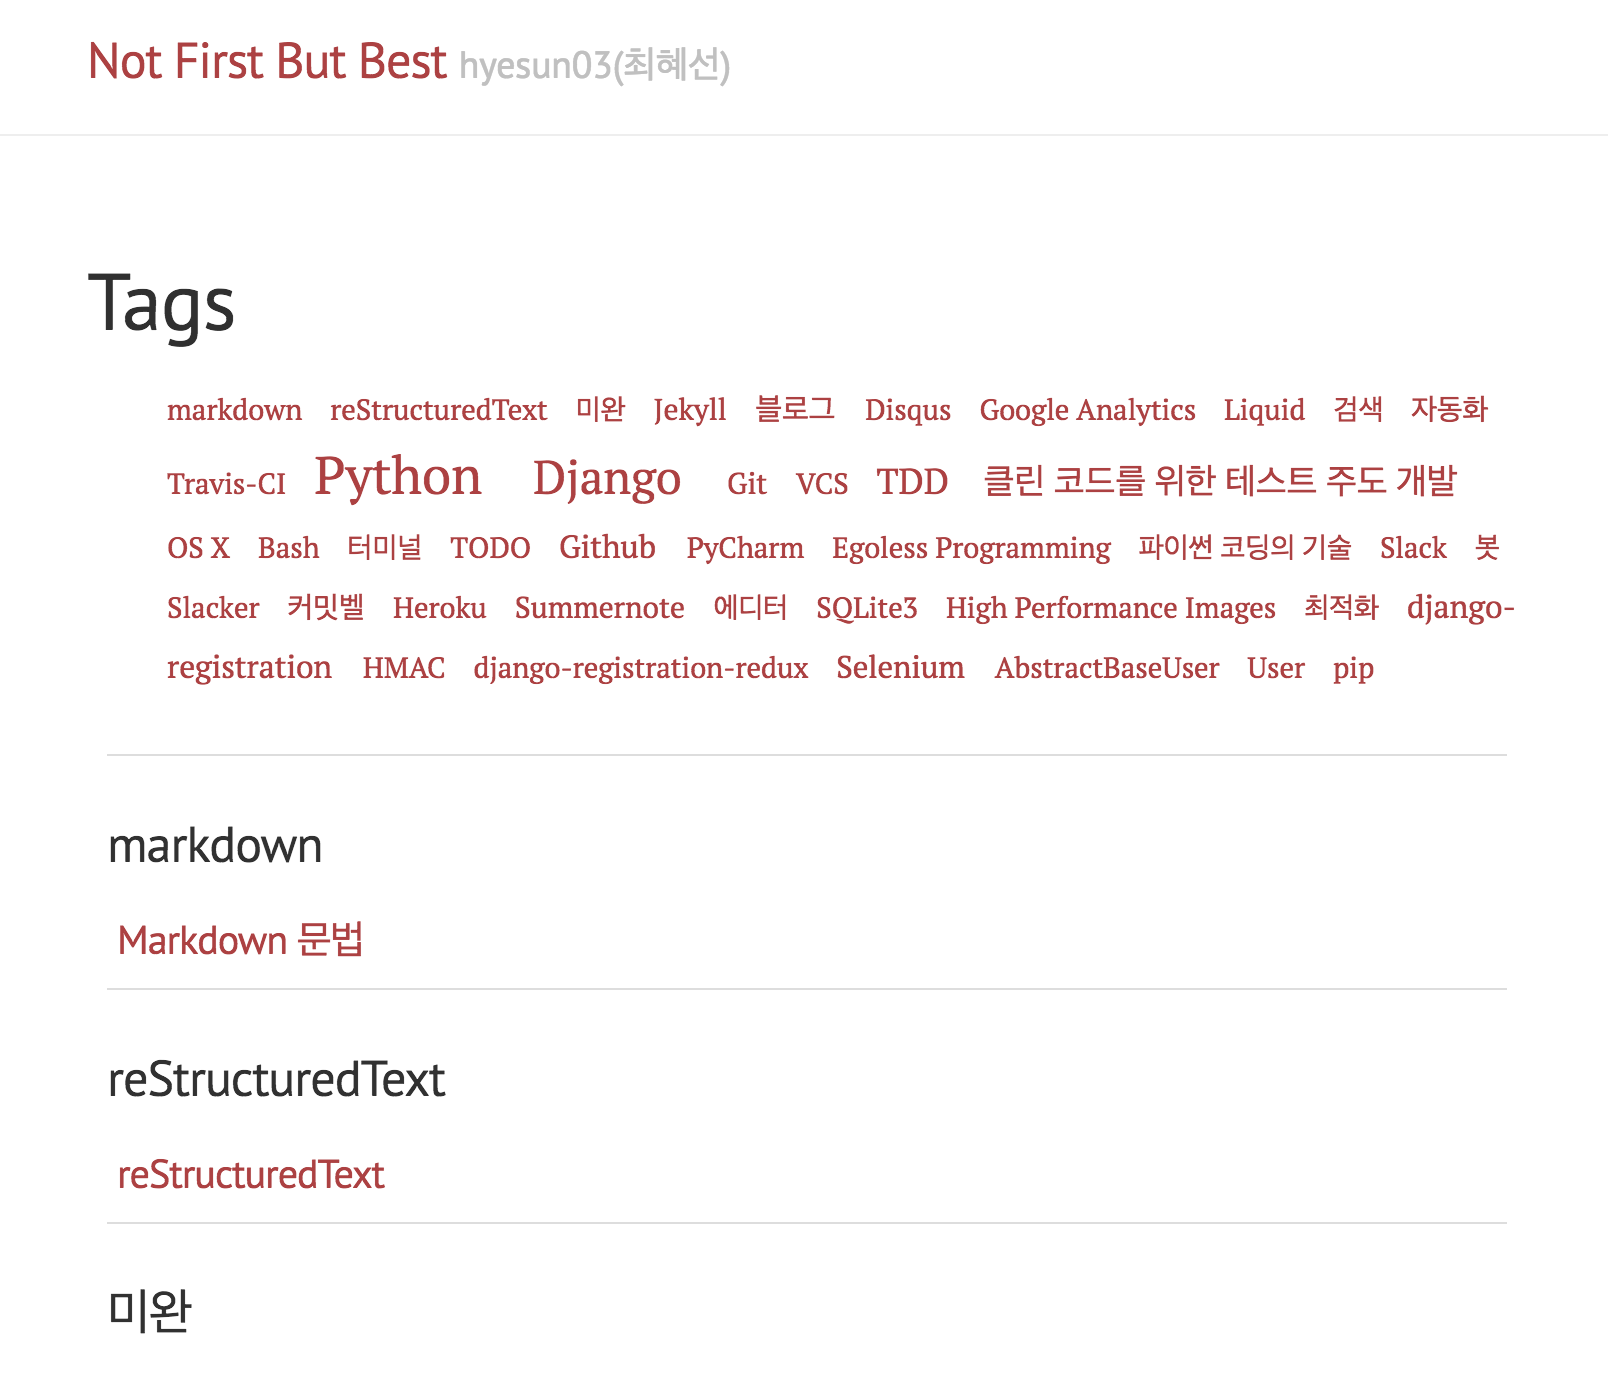 Not First But Best hyesun03(최혜선)
Tags
markdown reStructuredText 미완 Jekyll 블로그 Disqus Google Analytics Liquid 검색 자동화
Travis-CI Python Django Git VCS TDD 클린 코드를 위한 테스트 주도 개발
OS X Bash 터미널 TODO Github PyCharm Egoless Programming 파이썬 코딩의 기술 Slack 봇
Slacker 커밋벨 Heroku Summernote 에디터 SQLite3 High Performance Images 최적화 django-
registration HMAC django-registration-redux Selenium AbstractBaseUser User pip
markdown
Markdown 문법
reStructuredText
reStructuredText
미완